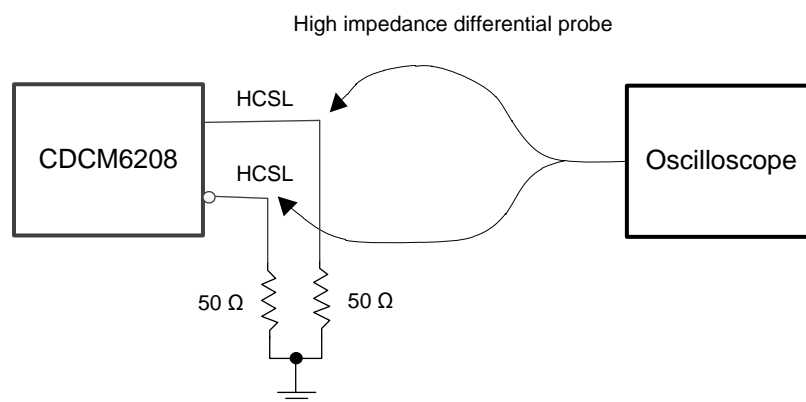 High impedance differential probe
HCSL
CDCM6208
HCSL
Oscilloscope
50 Ω
50 Ω